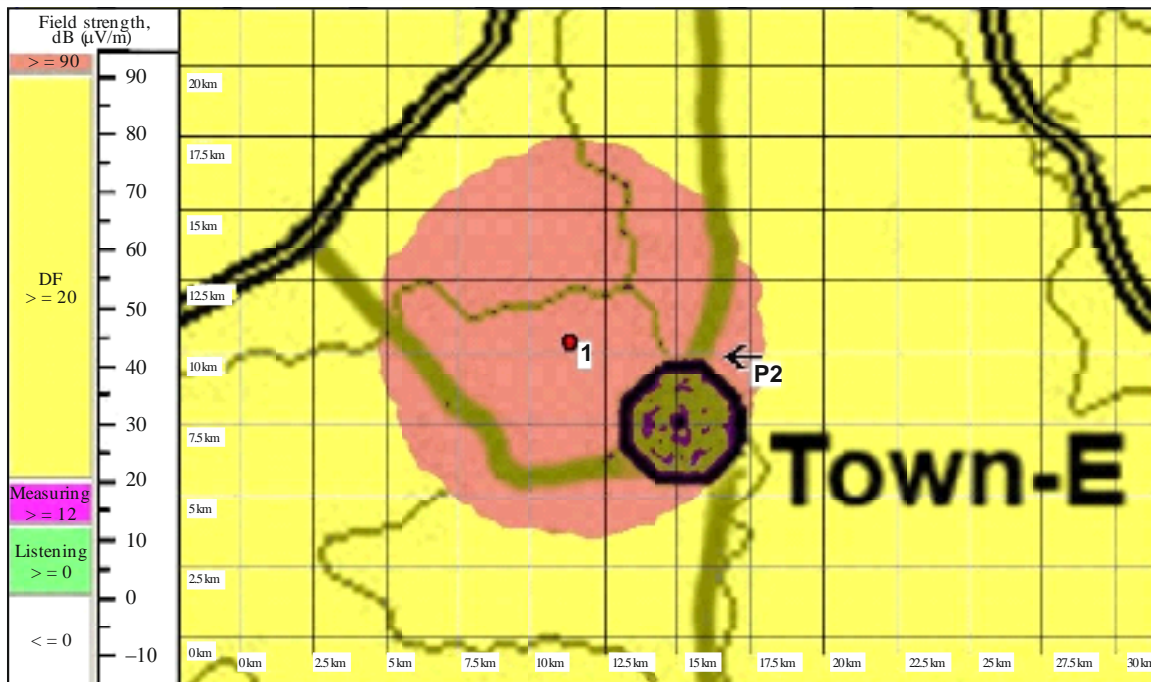 Field strength,
dB (μV/m)
> = 90
DF
> = 20
Measuring
> = 12
Listening
> = 0
< = 0
90
80
70
60
50
40
30
20
10
0
–10
20 km
17.5 km
15 km
12.5 km
10 km
7.5 km
5 km
2.5 km
0 km
1
P2
Town-E
0 km
2.5 km
5 km
7.5 km
10 km
12.5 km
15 km
17.5 km
20 km
22.5 km
25 km
27.5 km
30 km